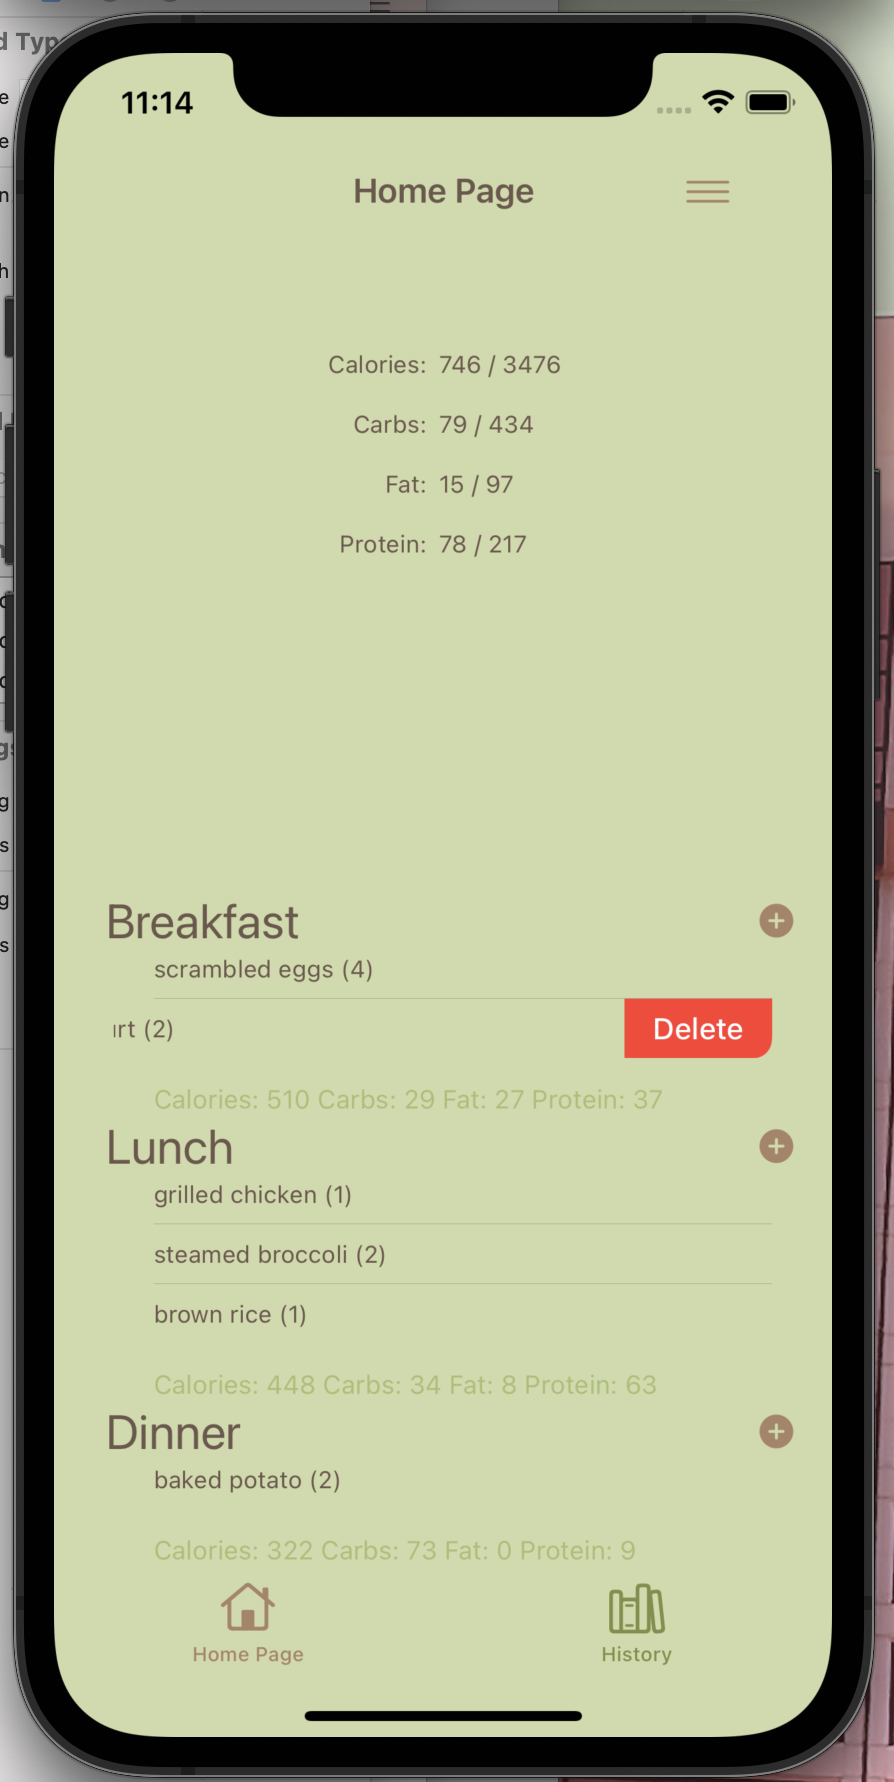 11:14
Home Page
Calories: 746 / 3476
Carbs: 79 / 434
Fat: 15 / 97
Protein: 78 / 217
Breakfast
scrambled eggs (4)
(2) Delete
Calories: 510 Carbs: 29 Fat: 27 Protein: 37
Lunch
grilled chicken (1)
steamed broccoli (2)
brown rice (1)
Calories: 448 Carbs: 34 Fat: 8 Protein: 63
Dinner
baked potato (2)
Calories: 322 Carbs: 73 Fat: 0 Protein: 9
Home Page
History